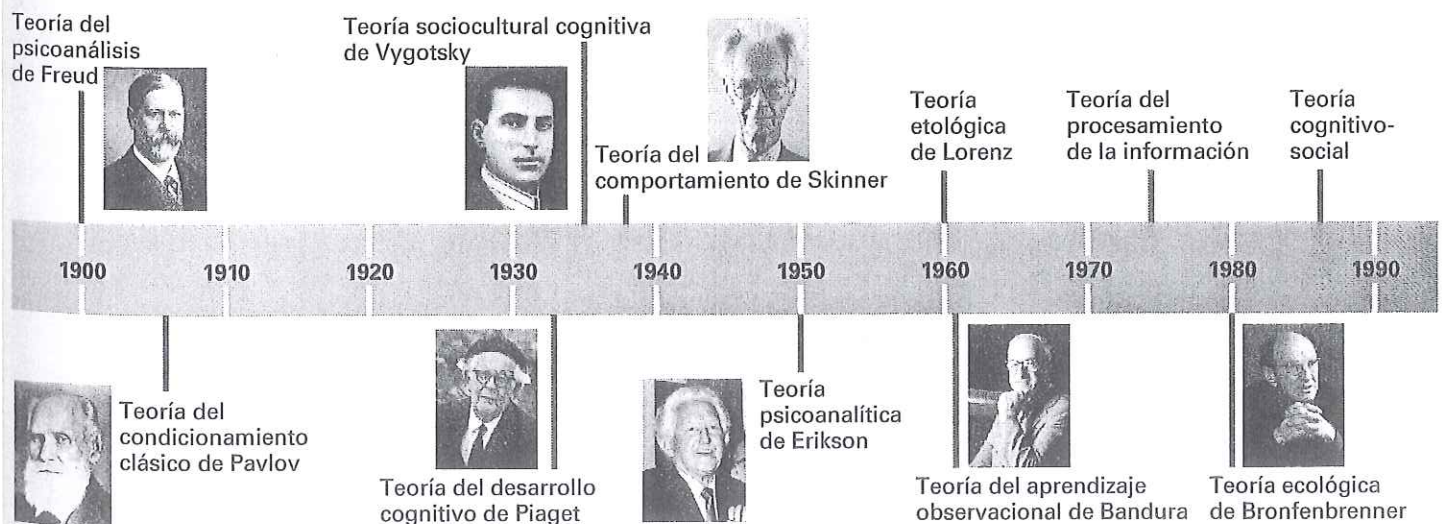 Teoría del
psicoanálisis
de Freud
Teoría sociocultural cognitiva
de Vygotsky
Teoría del
comportamiento de Skinner
Teoría
etológica
de Lorenz
Teoría del
procesamiento
de la información
Teoría
cognitivo-
social
1900 1910 1920 1930 1940 1950 1960 1970 1980 1990
Teoría del
condicionamiento
clásico de Pavlov
Teoría del desarrollo
cognitivo de Piaget
Teoría
psicoanalítica
de Erikson
Teoría del aprendizaje
observacional de Bandura
Teoría ecológica
de Bronfenbrenner